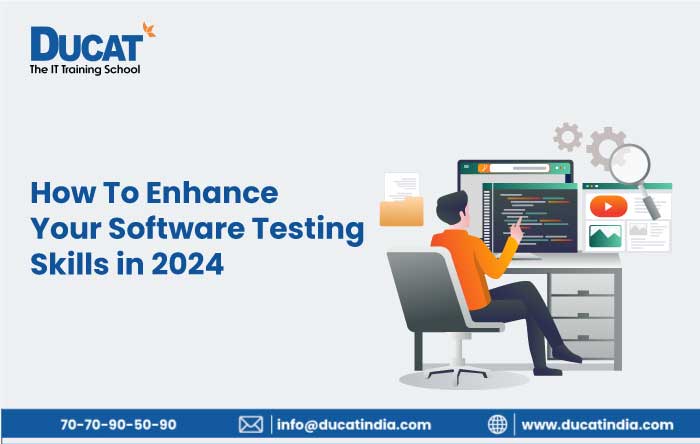 DUCAT
The IT Training School
How To Enhance
Your Software Testing
Skills in 2024
70-70-90-50-90
info@ducatindia.com
www.ducatindia.com